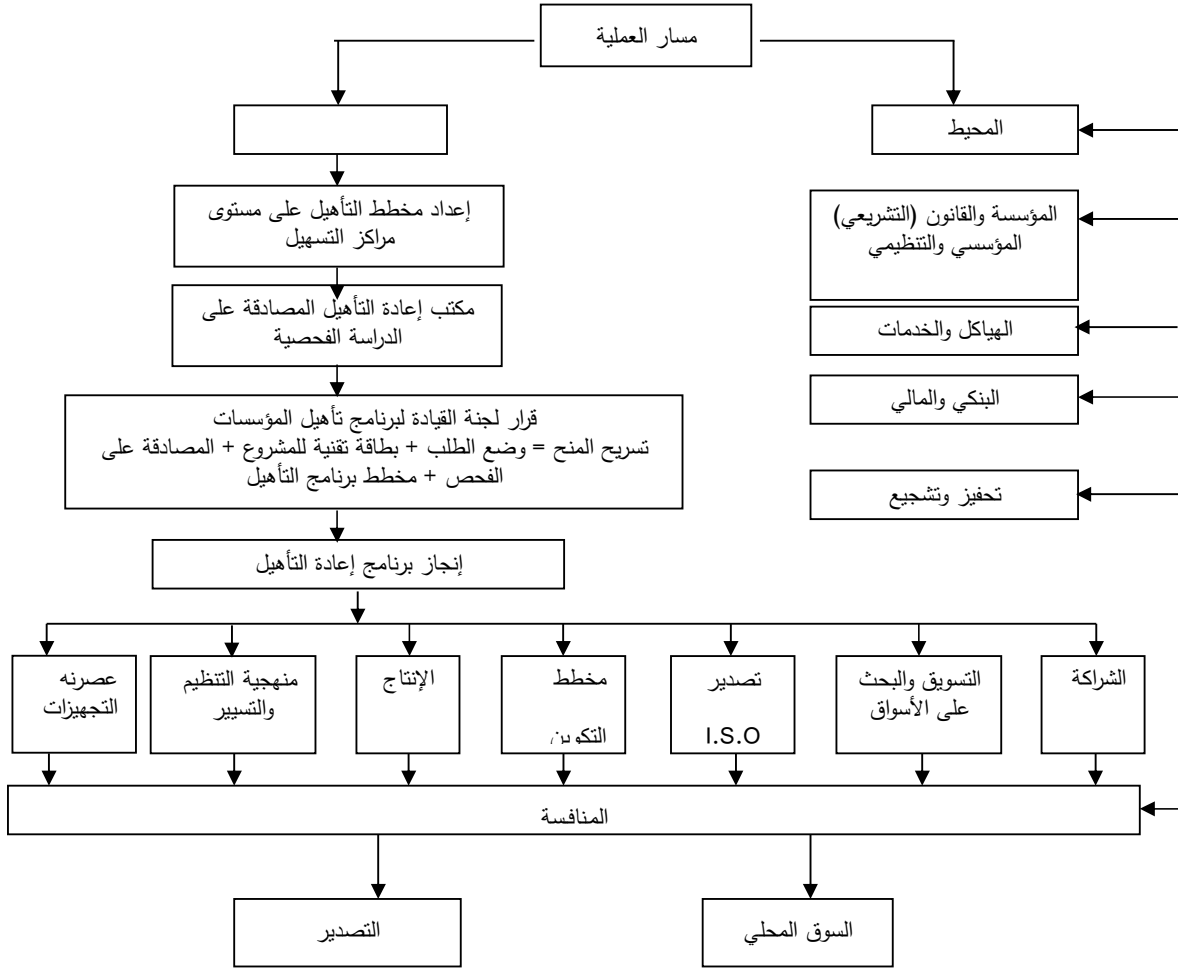 مسار العملية
المحيط
إعداد مخطط التأهيل على مستوى
مراكز التسهيل
المؤسسة والقانون (التشريعي)
المؤسسي والتنظيمي
مكتب إعادة التأهيل المصادقة على
الدراسة الفحصية
الهياكل والخدمات
البنكي والمالي
قرار لجنة القيادة لبرنامج تأهيل المؤسسات
تسريح المنح = وضع الطلب + بطاقة تقنية للمشروع + المصادقة على
الفحص + مخطط برنامج التأهيل
تحفيز وتشجيع
إنجاز برنامج إعادة التأهيل
الشراكة
التسويق والبحث
على الأسواق
تصدير
I.S.O
مخطط
التكوين
الإنتاج
منهجية التنظيم
والتسيير
عصرنه
التجهيزات
المنافسة
السوق المحلي
التصدير